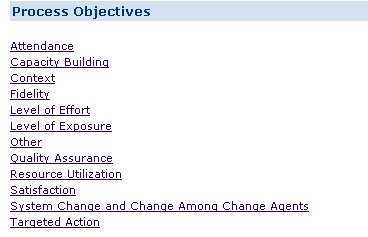 Process Objectives
Attendance
Capacity Building
Context
Fidelity
Level of Effort
Level of Exposure
Other
Quality Assurance
Resource Utilization
Satisfaction
System Change and Change Among Change Agents
Targeted Action